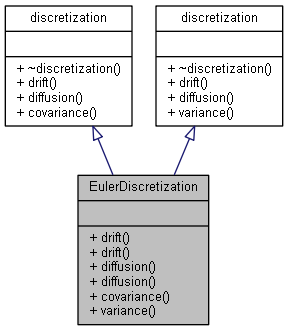 discretization
+ ~discretization()
+ drift()
+ diffusion()
+ covariance()
discretization
+ ~discretization()
+ drift()
+ diffusion()
+ variance()
EulerDiscretization
+ drift()
+ drift()
+ diffusion()
+ diffusion()
+ covariance()
+ variance()